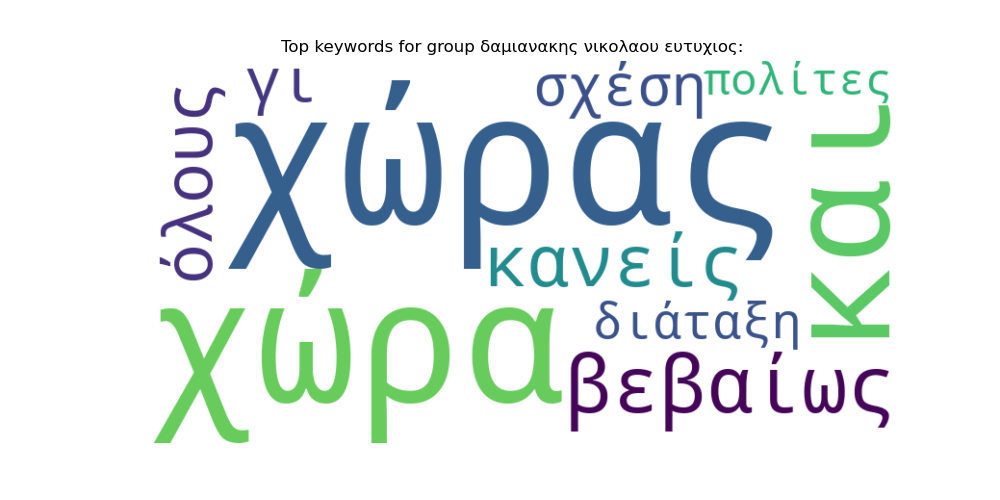 Top keywords for group δαμιανακης νικολαου ευτυχιος:
γι
σχέση
πολίτες
όλους
χώρας
και
κανείς
χώρα
διάταξη
βεβαίως